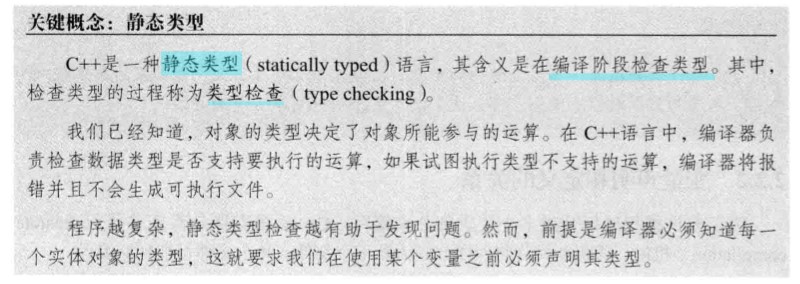 关键概念：静态类型
C++是一种静态类型（statically typed）语言，其含义是在编译阶段检查类型。其中，
检查类型的过程称为类型检查（type checking）。
我们已经知道，对象的类型决定了对象所能参与的运算。在 C++语言中，编译器负
责检查数据类型是否支持要执行的运算，如果试图执行类型不支持的运算，编译器将报
错并且不会生成可执行文件。
程序越复杂，静态类型检查越有助于发现问题。然而，前提是编译器必须知道每一
个实体对象的类型，这就要求我们在使用某个变量之前必须声明其类型。